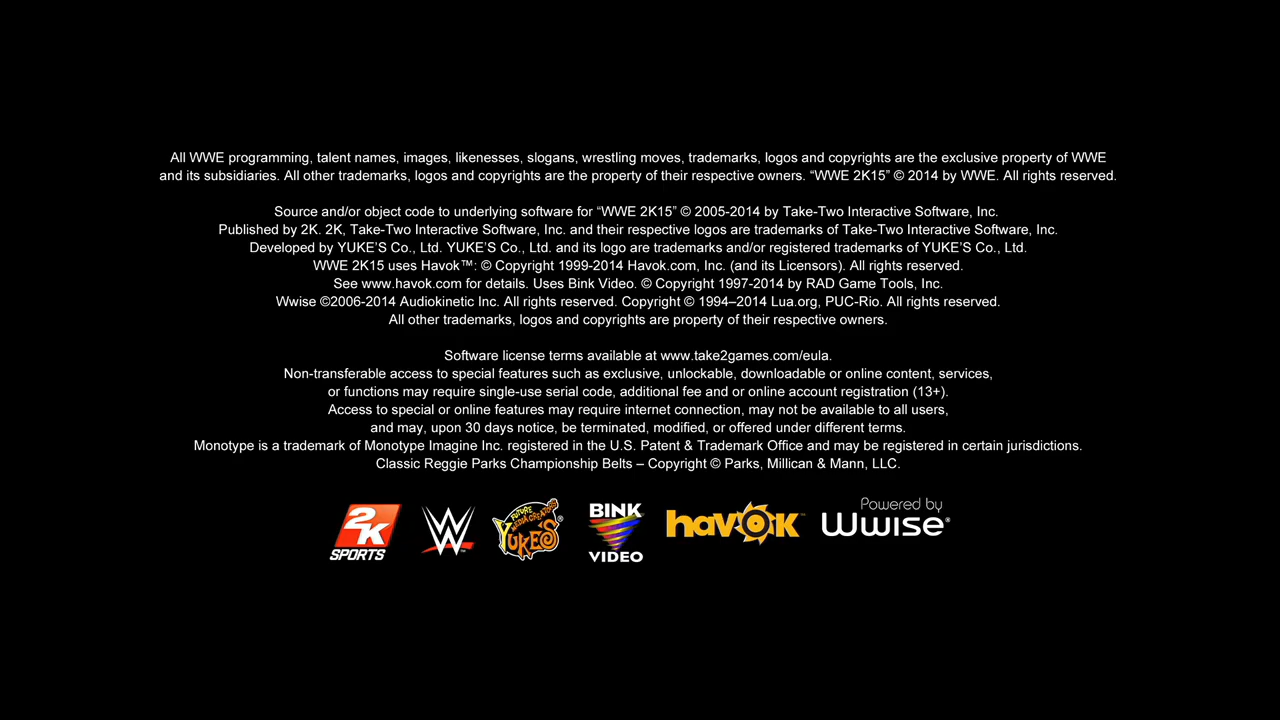 All WWE programming, talent names, images, likenesses, slogans, wrestling moves, trademarks, logos and copyrights are the exclusive property of WWE
and its subsidiaries. All other trademarks, logos and copyrights are the property of their respective owners. “WWE 2K15” © 2014 by WWE. All rights reserved.
Source and/or object code to underlying software for “WWE 2K15” © 2005-2014 by Take-Two Interactive Software, Inc.
Published by 2K. 2K, Take-Two Interactive Software, Inc. and their respective logos are trademarks of Take-Two Interactive Software, Inc.
Developed by YUKE’S Co., Ltd. YUKE’S Co., Ltd. and its logo are trademarks and/or registered trademarks of YUKE’S Co., Ltd.
WWE 2K15 uses Havok™: © Copyright 1999-2014 Havok.com, Inc. (and its Licensors). All rights reserved.
See www.havok.com for details. Uses Bink Video. © Copyright 1997-2014 by RAD Game Tools, Inc.
Wwise ©2006-2014 Audiokinetic Inc. All rights reserved. Copyright © 1994–2014 Lua.org, PUC-Rio. All rights reserved.
All other trademarks, logos and copyrights are property of their respective owners.
Software license terms available at www.take2games.com/eula.
Non-transferable access to special features such as exclusive, unlockable, downloadable or online content, services,
or functions may require single-use serial code, additional fee and or online account registration (13+).
Access to special or online features may require internet connection, may not be available to all users,
and may, upon 30 days notice, be terminated, modified, or offered under different terms.
Monotype is a trademark of Monotype Imagine Inc. registered in the U.S. Patent & Trademark Office and may be registered in certain jurisdictions.
Classic Reggie Parks Championship Belts – Copyright © Parks, Millican & Mann, LLC.
2K SPORTS
W
FUTURE MEDIA CREATORS YUKE'S®
BINK VIDEO
havok™
Powered by Wwise®